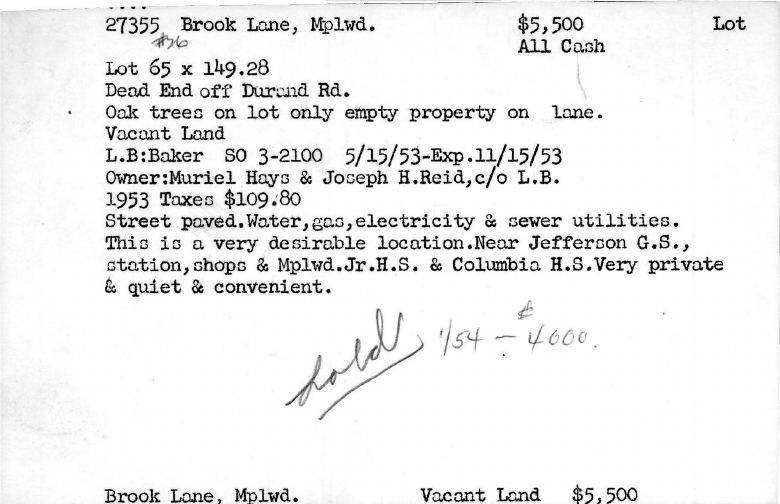 27355 Brook Lane, Mplwd. $5,500 Lot
#26 All Cash
Lot 65 x 149.28
Dead End off Durand Rd.
Oak trees on lot only empty property on lane.
Vacant Land
L.B:Baker SO 3-2100 5/15/53-Exp.11/15/53
Owner:Muriel Hays & Joseph H.Reid,c/o L.B.
1953 Taxes $109.80
Street paved.Water,gas,electricity & sewer utilities.
This is a very desirable location.Near Jefferson G.S.,
station,shops & Mplwd.Jr.H.S. & Columbia H.S.Very private
& quiet & convenient.
Sold 1/54 - $4000.
Brook Lane, Mplwd. Vacant Land $5,500